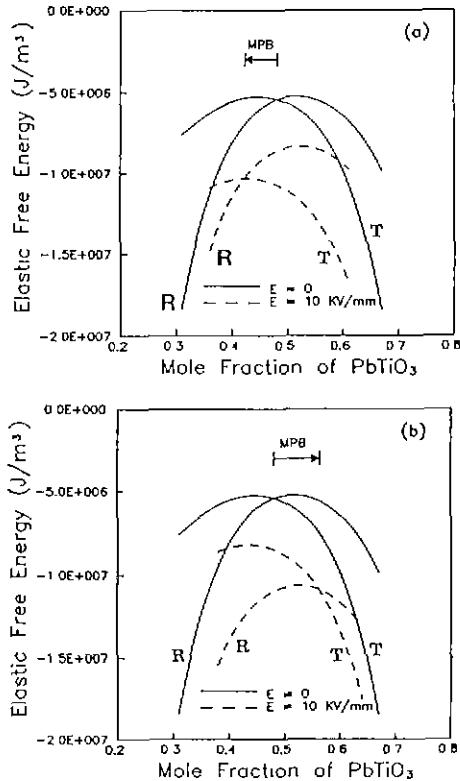 (a)
MPB
0.0E+000
−5.0E+006
−1.0E+007
−1.5E+007
−2.0E+007
Elastic Free Energy (J/m³)
R
R
T
T
E = 0
E = 10 KV/mm
0.2 0.3 0.4 0.5 0.6 0.7 0.8
Mole Fraction of PbTiO₃
(b)
MPB
0.0E+000
−5.0E+006
−1.0E+007
−1.5E+007
−2.0E+007
Elastic Free Energy (J/m³)
R
R
T
T
E = 0
E = 10 KV/mm
0.2 0.3 0.4 0.5 0.6 0.7 0.8
Mole Fraction of PbTiO₃